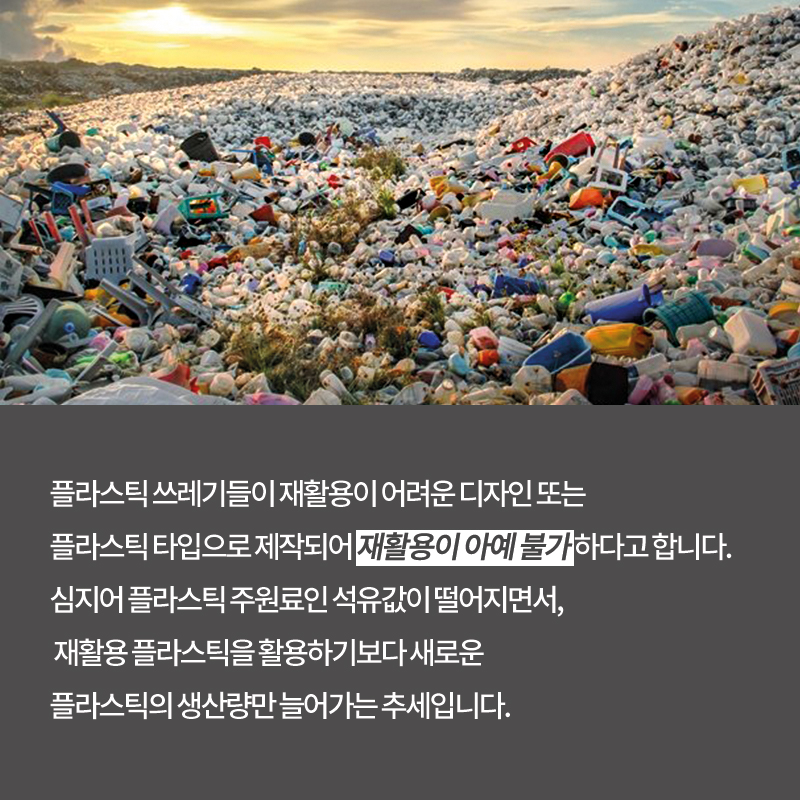 플라스틱 쓰레기들이 재활용이 어려운 디자인 또는
플라스틱 타입으로 제작되어 재활용이 아예 불가하다고 합니다.
심지어 플라스틱 주원료인 석유값이 떨어지면서,
재활용 플라스틱을 활용하기보다 새로운
플라스틱의 생산량만 늘어가는 추세입니다.